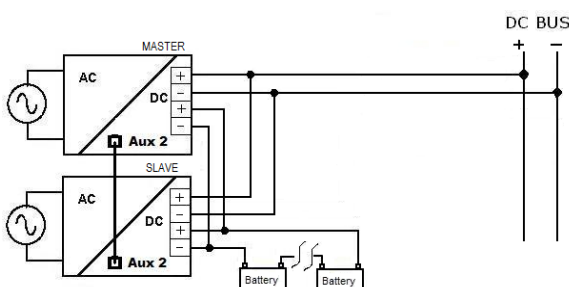 DC BUS
+ −
MASTER
AC
DC
+
−
+
−
Aux 2
SLAVE
AC
DC
+
−
+
−
Aux 2
Battery
Battery